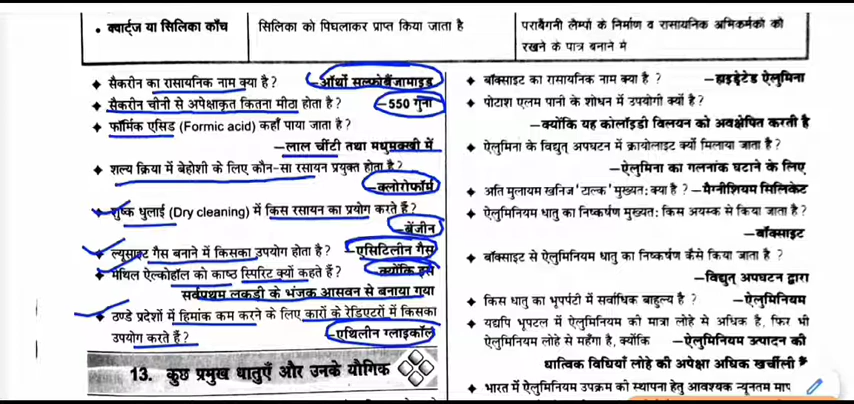 • क्वार्ट्ज या सिलिका काँच
सिलिका को पिघलाकर प्राप्त किया जाता है
पराबैंगनी लैम्पों के निर्माण व रासायनिक अभिकर्मकों को
रखने के पात्र बनाने में
♦ सैकरीन का रासायनिक नाम क्या है?
–ऑर्थो सल्फोबैंजामाइड
♦ सैकरीन चीनी से अपेक्षाकृत कितना मीठा होता है?
–550 गुना
♦ फॉर्मिक एसिड (Formic acid) कहाँ पाया जाता है?
–लाल चींटी तथा मधुमक्खी में
♦ शल्य क्रिया में बेहोशी के लिए कौन-सा रसायन प्रयुक्त होता है?
–क्लोरोफॉर्म
♦ शुष्क धुलाई (Dry cleaning) में किस रसायन का प्रयोग करते हैं?
–बेंजीन
♦ ल्यूसाइट गैस बनाने में किसका उपयोग होता है?
–एसिटिलीन गैस
♦ मेथिल ऐल्कोहॉल को काष्ठ स्पिरिट क्यों कहते हैं?
क्योंकि इसे
सर्वप्रथम लकड़ी के भंजक आसवन से बनाया गया
♦ ठण्डे प्रदेशों में हिमांक कम करने के लिए कारों के रेडिएटरों में किसका
उपयोग करते हैं?
–एथिलीन ग्लाइकॉल
13. कुछ प्रमुख धातुएँ और उनके यौगिक
♦ बॉक्साइट का रासायनिक नाम क्या है ?
–हाइड्रेटेड ऐलुमिना
♦ पोटाश एलम पानी के शोधन में उपयोगी क्यों है?
–क्योंकि यह कोलॉइडी विलयन को अवक्षेपित करती है
♦ ऐलुमिना के विद्युत् अपघटन में क्रायोलाइट क्यों मिलाया जाता है?
–ऐलुमिना का गलनांक घटाने के लिए
♦ अति मुलायम खनिज 'टाल्क' मुख्यत: क्या है? –मैग्नीशियम सिलिकेट
♦ ऐलुमिनियम धातु का निष्कर्षण मुख्यत: किस अयस्क से किया जाता है?
–बॉक्साइट
♦ बॉक्साइट से ऐलुमिनियम धातु का निष्कर्षण कैसे किया जाता है ?
–विद्युत् अपघटन द्वारा
♦ किस धातु का भूपर्पटी में सर्वाधिक बाहुल्य है ?
–ऐलुमिनियम
♦ यद्यपि भूपटल में ऐलुमिनियम की मात्रा लोहे से अधिक है, फिर भी
ऐलुमिनियम लोहे से महँगा है, क्योंकि
–ऐलुमिनियम उत्पादन की
धात्विक विधियाँ लोहे की अपेक्षा अधिक खर्चीली हैं
♦ भारत में ऐलुमिनियम उपक्रम की स्थापना हेतु आवश्यक न्यूनतम माप